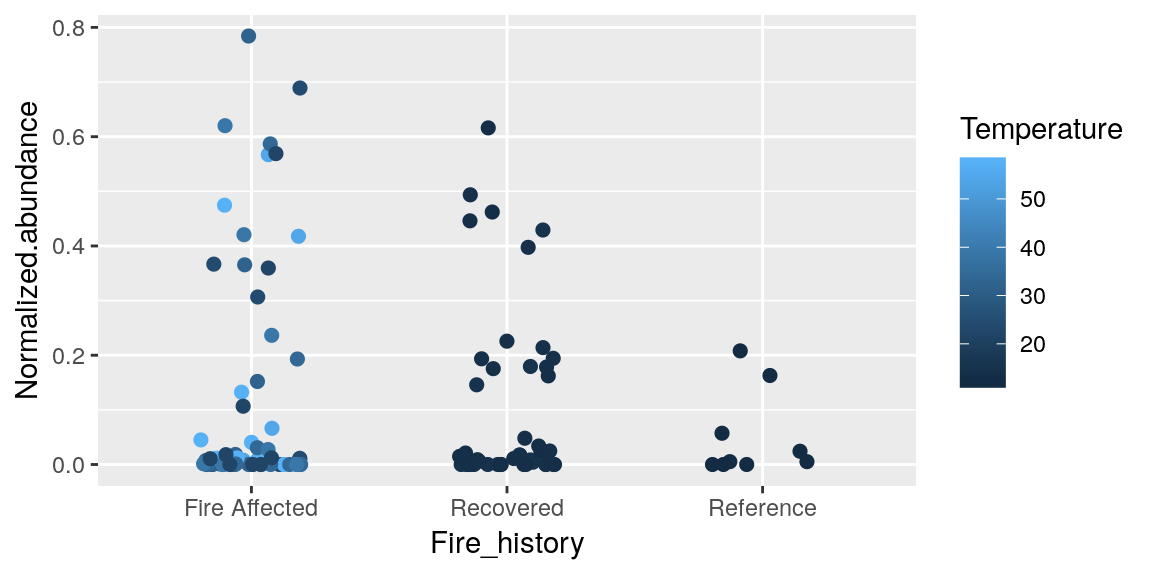 Normalized.abundance
0.8
0.6
0.4
0.2
0.0
Fire Affected
Recovered
Reference
Fire_history
Temperature
50
40
30
20